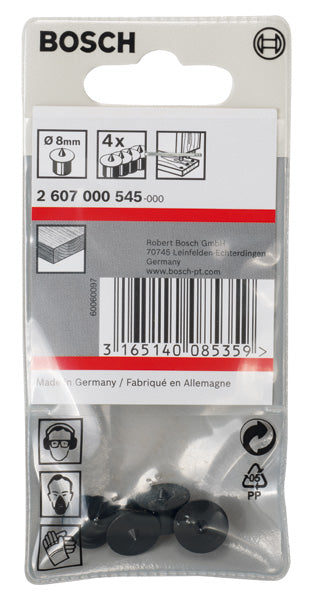 BOSCH
Ø 8mm
4x
2 607 000 545-000
Robert Bosch GmbH
70745 Leinfelden-Echterdingen
Germany
www.bosch-pt.com
60060097
3 165140 085359 >
Made in Germany / Fabriqué en Allemagne
05
PP